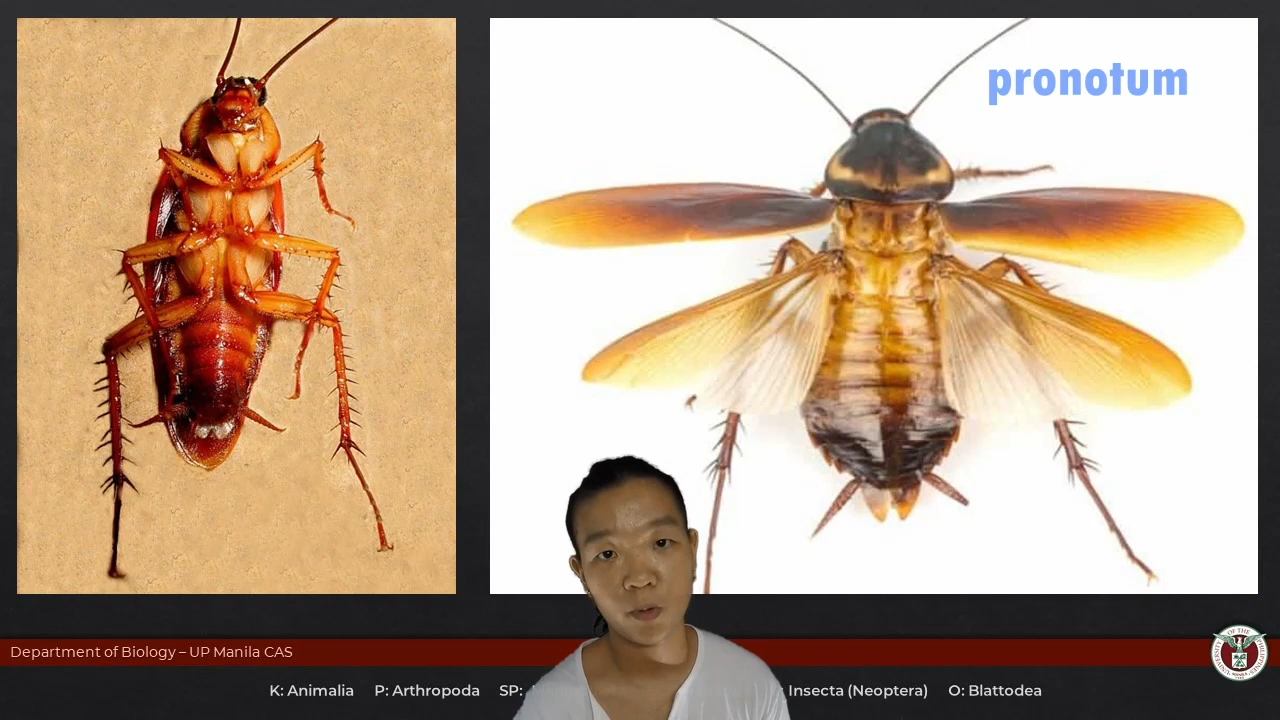 pronotum
Department of Biology – UP Manila CAS
K: Animalia P: Arthropoda SP: Insecta (Neoptera) O: Blattodea